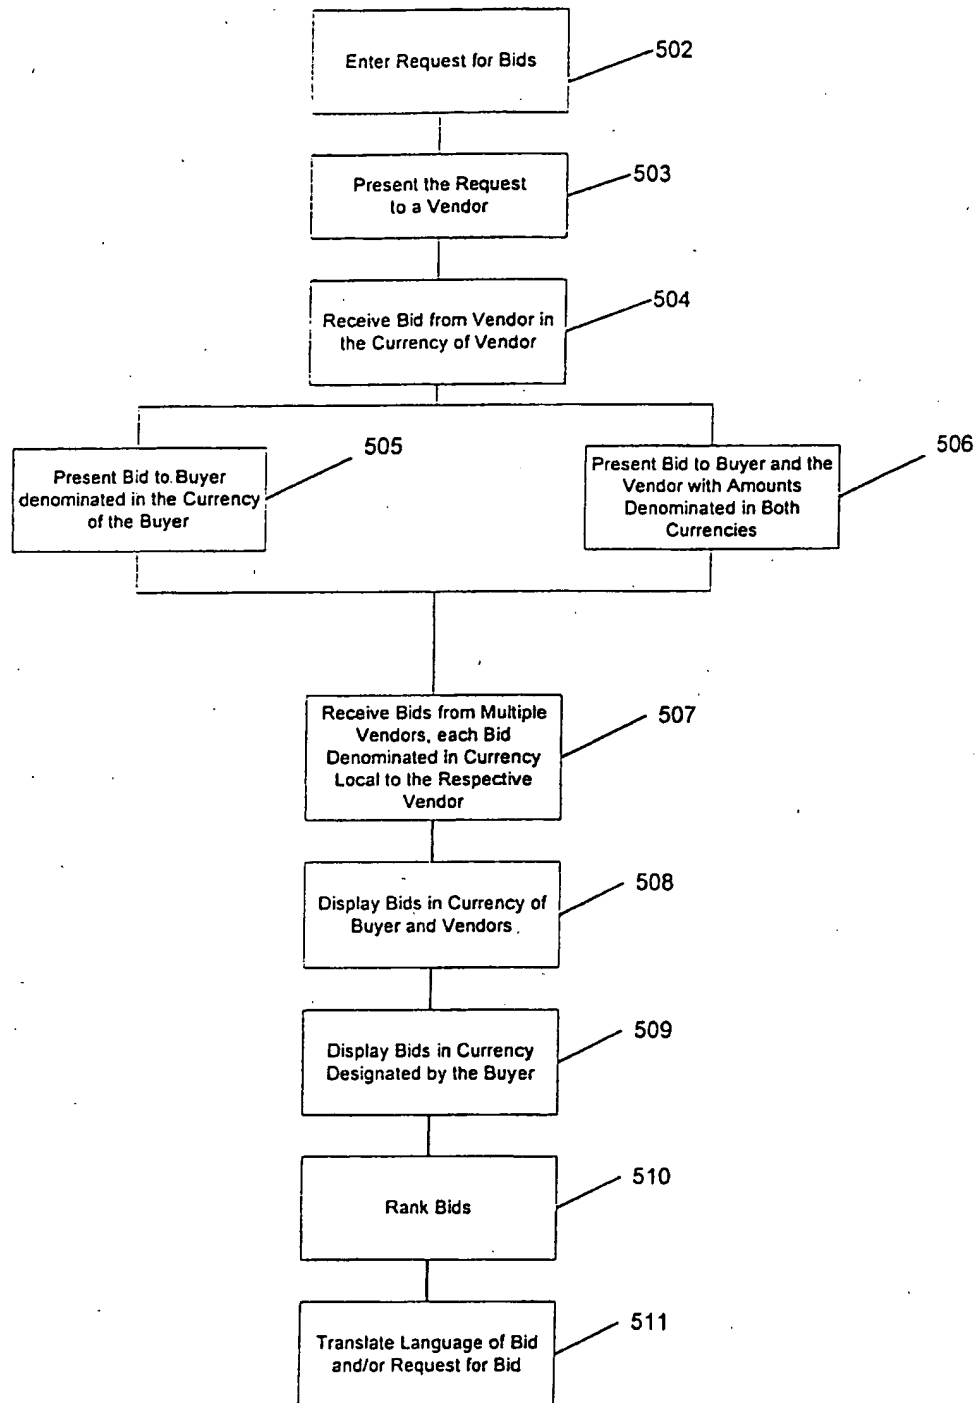 Enter Request for Bids
502
Present the Request
to a Vendor
503
Receive Bid from Vendor in
the Currency of Vendor
504
Present Bid to Buyer
denominated in the Currency
of the Buyer
505
Present Bid to Buyer and the
Vendor with Amounts
Denominated in Both
Currencies
506
Receive Bids from Multiple
Vendors, each Bid
Denominated in Currency
Local to the Respective
Vendor
507
Display Bids in Currency of
Buyer and Vendors
508
Display Bids in Currency
Designated by the Buyer
509
Rank Bids
510
Translate Language of Bid
and/or Request for Bid
511